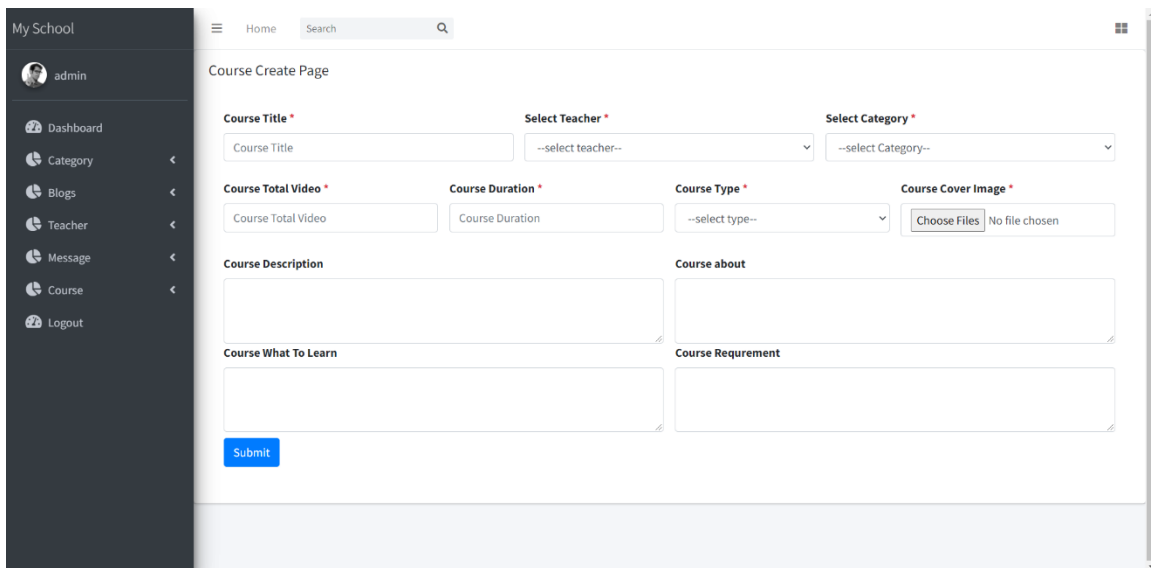 My School
Home
Search
admin
Dashboard
Category
Blogs
Teacher
Message
Course
Logout
Course Create Page
Course Title * Select Teacher * Select Category *
Course Title --select teacher-- --select Category--
Course Total Video * Course Duration * Course Type * Course Cover Image *
Course Total Video Course Duration --select type-- Choose Files No file chosen
Course Description Course about
Course What To Learn Course Requrement
Submit